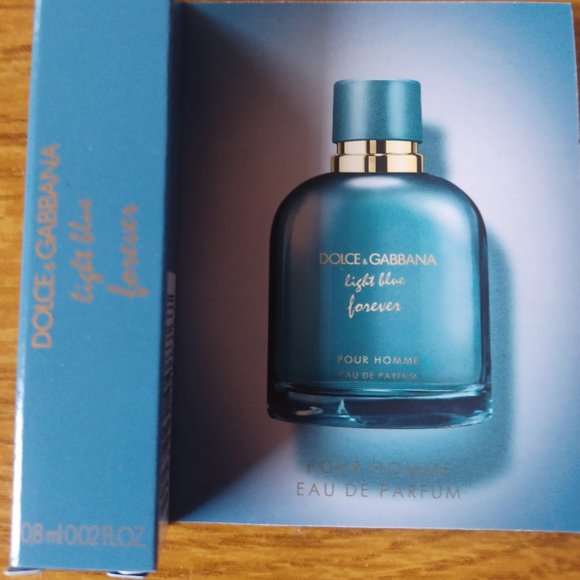 DOLCE & GABBANA
light blue
forever
0,8 ml 0.02 FL.OZ
DOLCE & GABBANA
light blue
forever
POUR HOMME
EAU DE PARFUM
POUR HOMME
EAU DE PARFUM